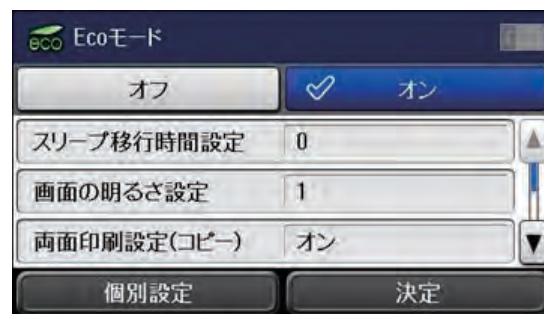 eco Ecoモード
オフ オン
スリープ移行時間設定 0
画面の明るさ設定 1
両面印刷設定(コピー) オン
個別設定 決定